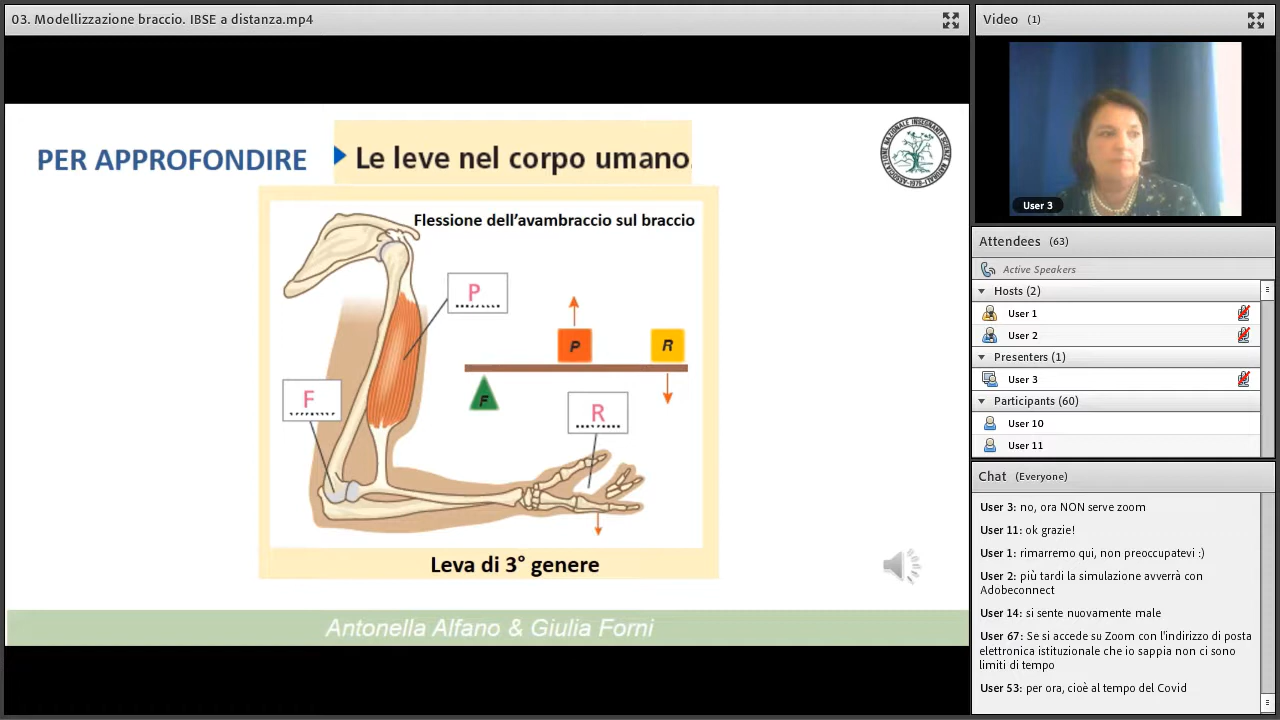 03. Modellizzazione braccio. IBSE a distanza.mp4
PER APPROFONDIRE
Le leve nel corpo umano.
ASSOCIAZIONE NAZIONALE INSEGNANTI SCIENZE NATURALI
Flessione dell'avambraccio sul braccio
P
P
R
F
F
R
Leva di 3° genere
Antonella Alfano & Giulia Forni
Video (1)
User 3
Attendees (63)
Active Speakers
Hosts (2)
User 1
User 2
Presenters (1)
User 3
Participants (60)
User 10
User 11
Chat (Everyone)
User 3: no, ora NON serve zoom
User 11: ok grazie!
User 1: rimarremo qui, non preoccupatevi :)
User 2: più tardi la simulazione avverrà con
Adobeconnect
User 14: si sente nuovamente male
User 67: Se si accede su Zoom con l'indirizzo di posta
elettronica istituzionale che io sappia non ci sono
limiti di tempo
User 53: per ora, cioè al tempo del Covid